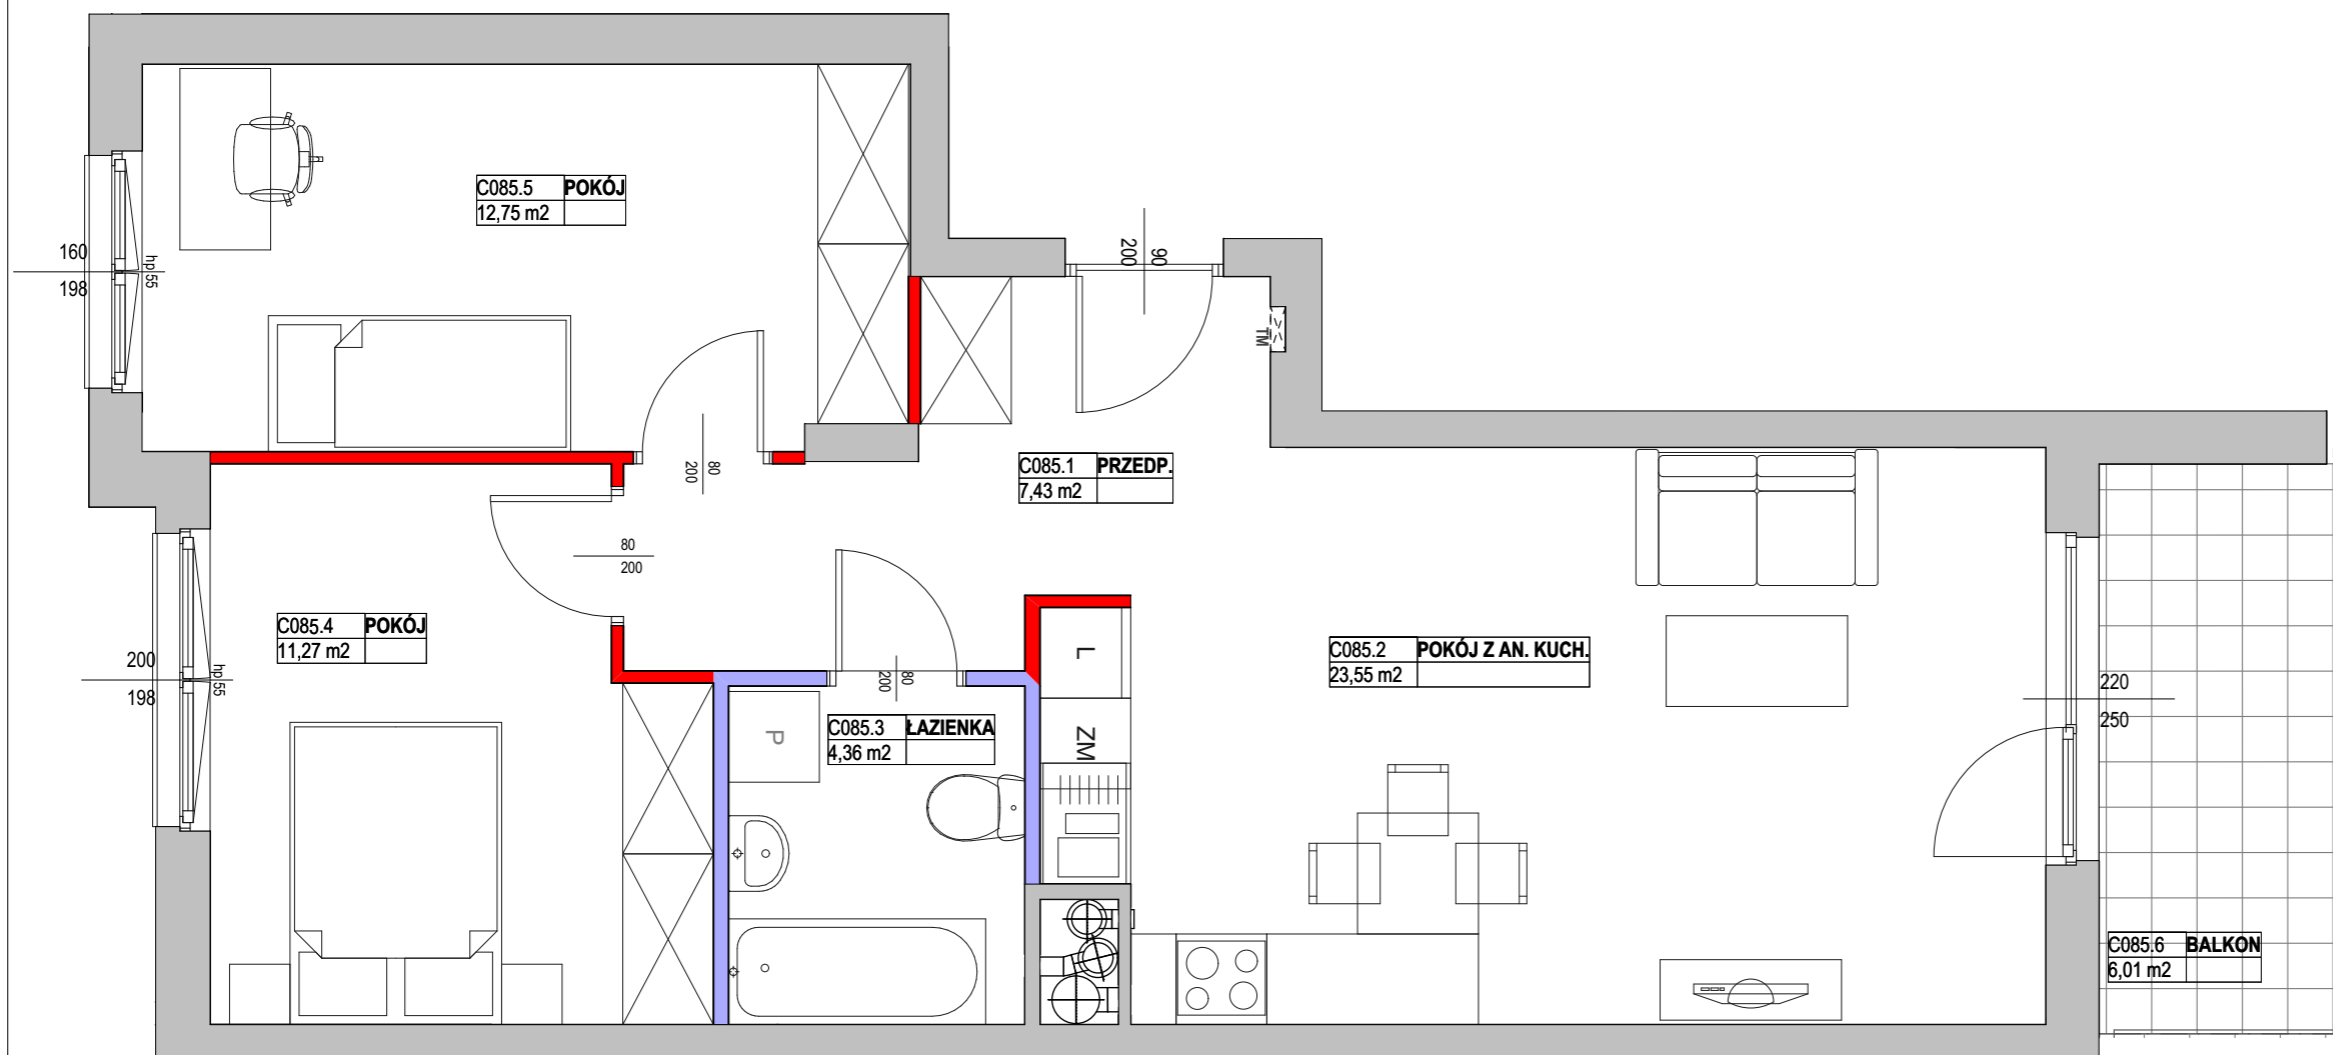 C085.5 POKÓJ
12,75 m2
160
198
hp 55
90
200
TM
80
200
C085.1 PRZEDP.
7,43 m2
80
200
C085.4 POKÓJ
11,27 m2
200
198
hp 55
80
200
L
C085.2 POKÓJ Z AN. KUCH.
23,55 m2
220
250
P
C085.3 ŁAZIENKA
4,36 m2
ZM
C085.6 BALKON
6,01 m2